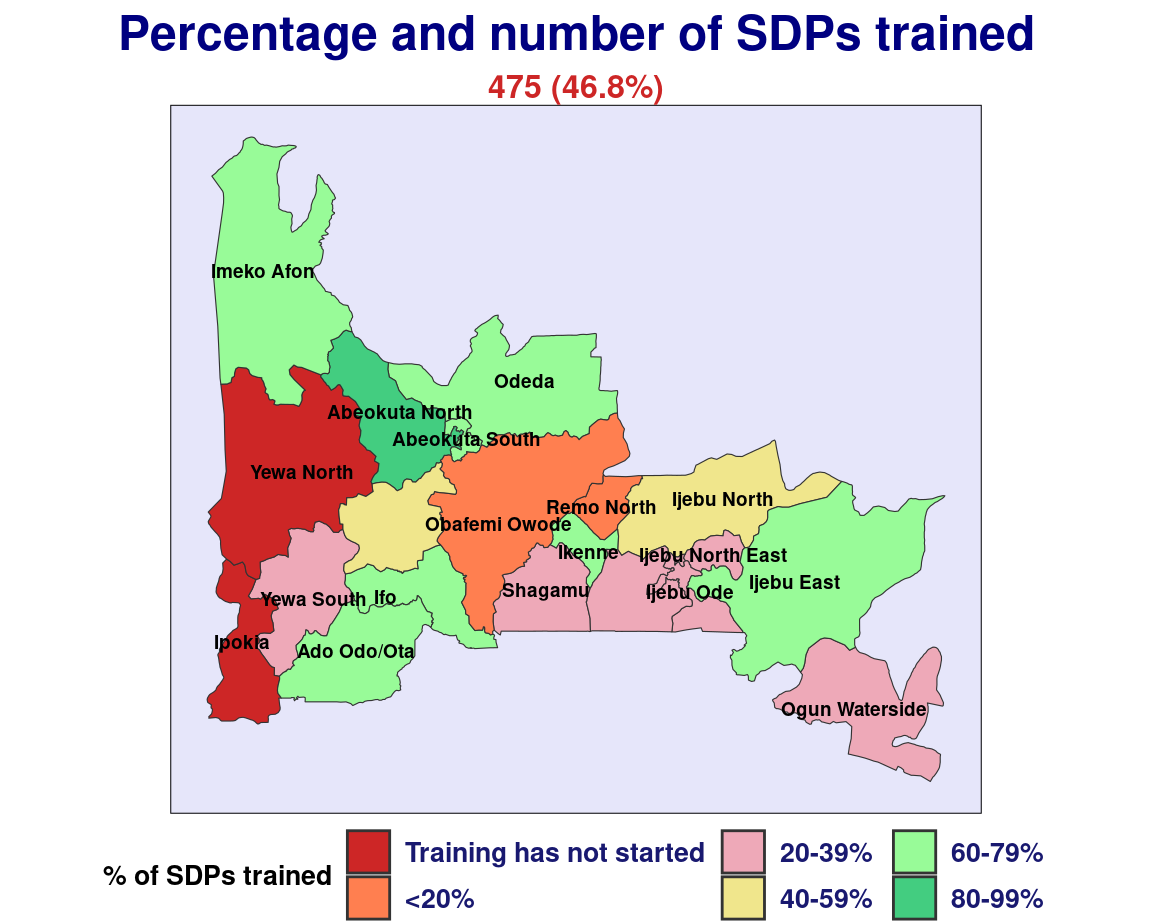 Percentage and number of SDPs trained
475 (46.8%)
Imeko Afon
Odeda
Abeokuta North
Abeokuta South
Yewa North
Ijebu North
Remo North
Obafemi Owode
Ikenne
Ijebu North East
Ijebu East
Shagamu
Ijebu Ode
Yewa South
Ifo
Ipokia
Ado Odo/Ota
Ogun Waterside
% of SDPs trained
Training has not started
<20%
20-39%
40-59%
60-79%
80-99%